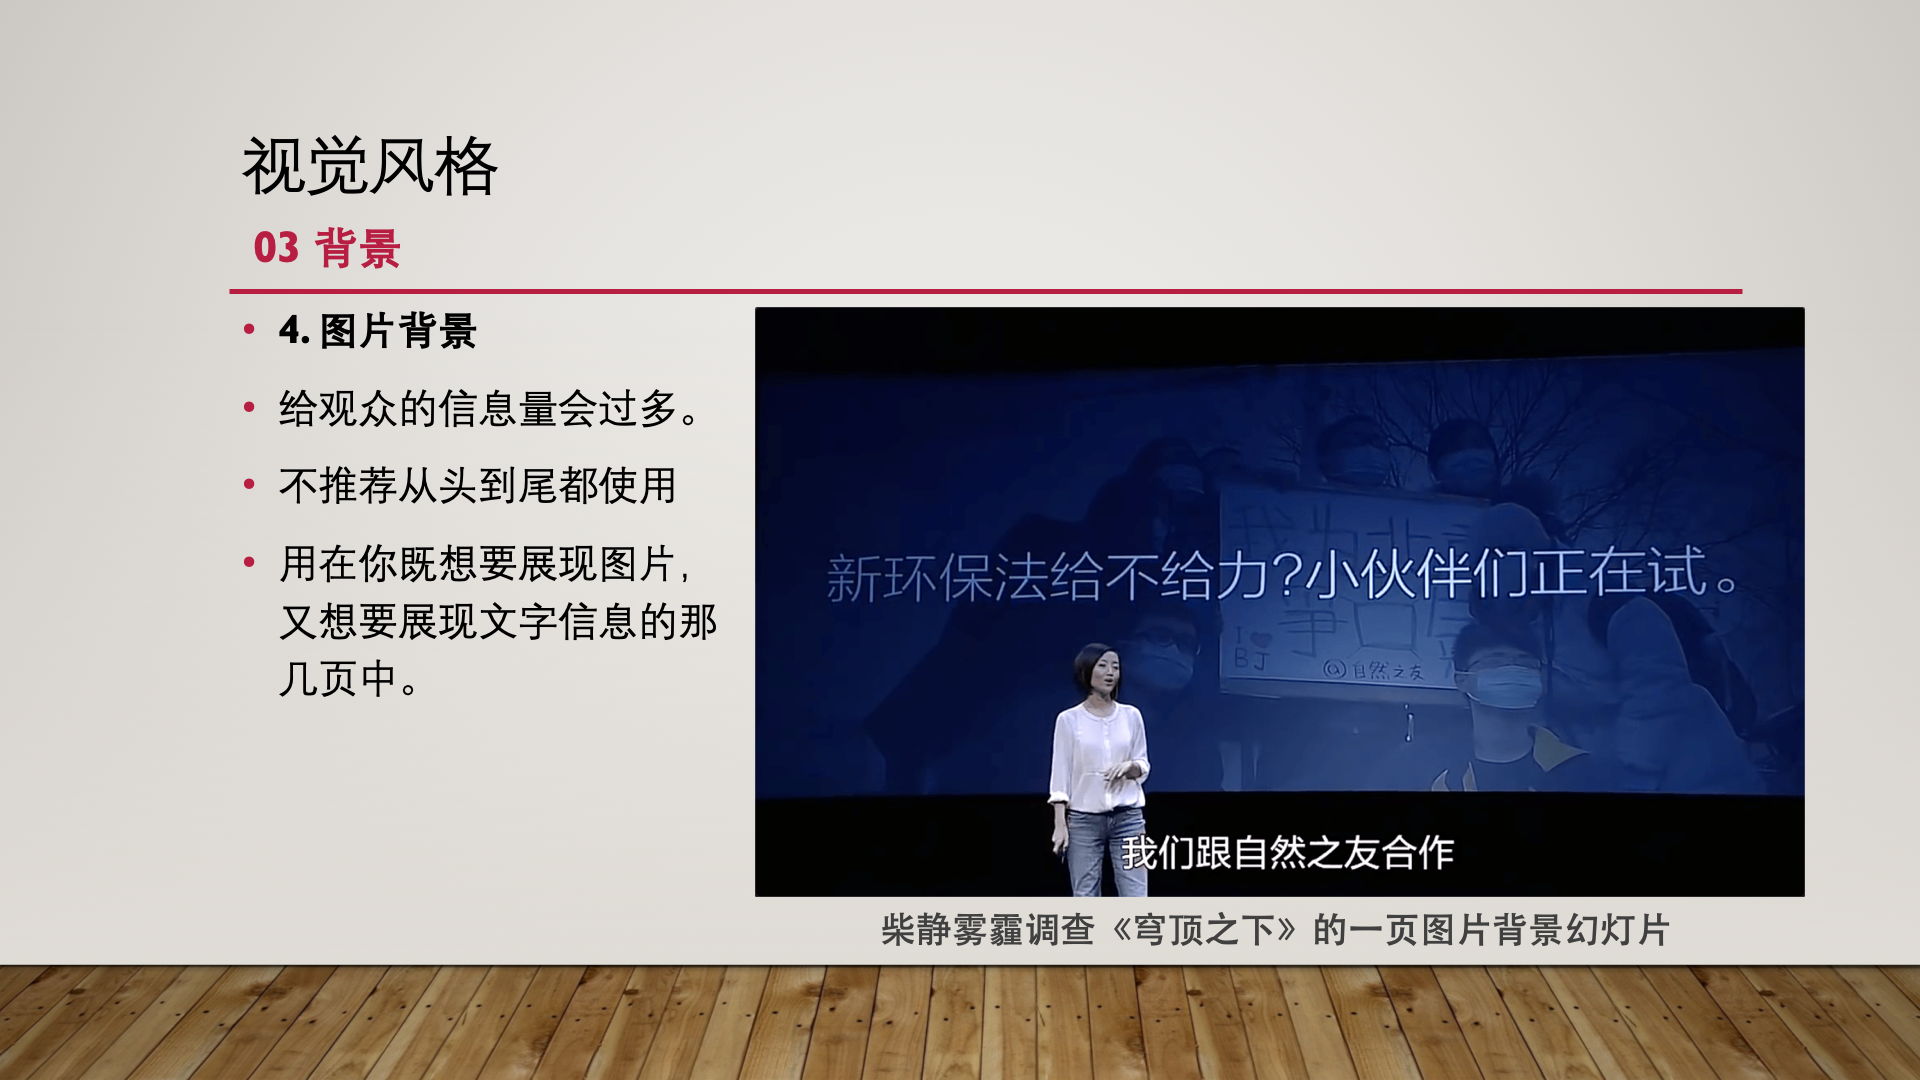 视觉风格
03 背景
• 4. 图片背景
• 给观众的信息量会过多。
• 不推荐从头到尾都使用
• 用在你既想要展现图片，
又想要展现文字信息的那
几页中。
新环保法给不给力?小伙伴们正在试。
I
BJ
@自然之友
我们跟自然之友合作
柴静雾霾调查《穹顶之下》的一页图片背景幻灯片